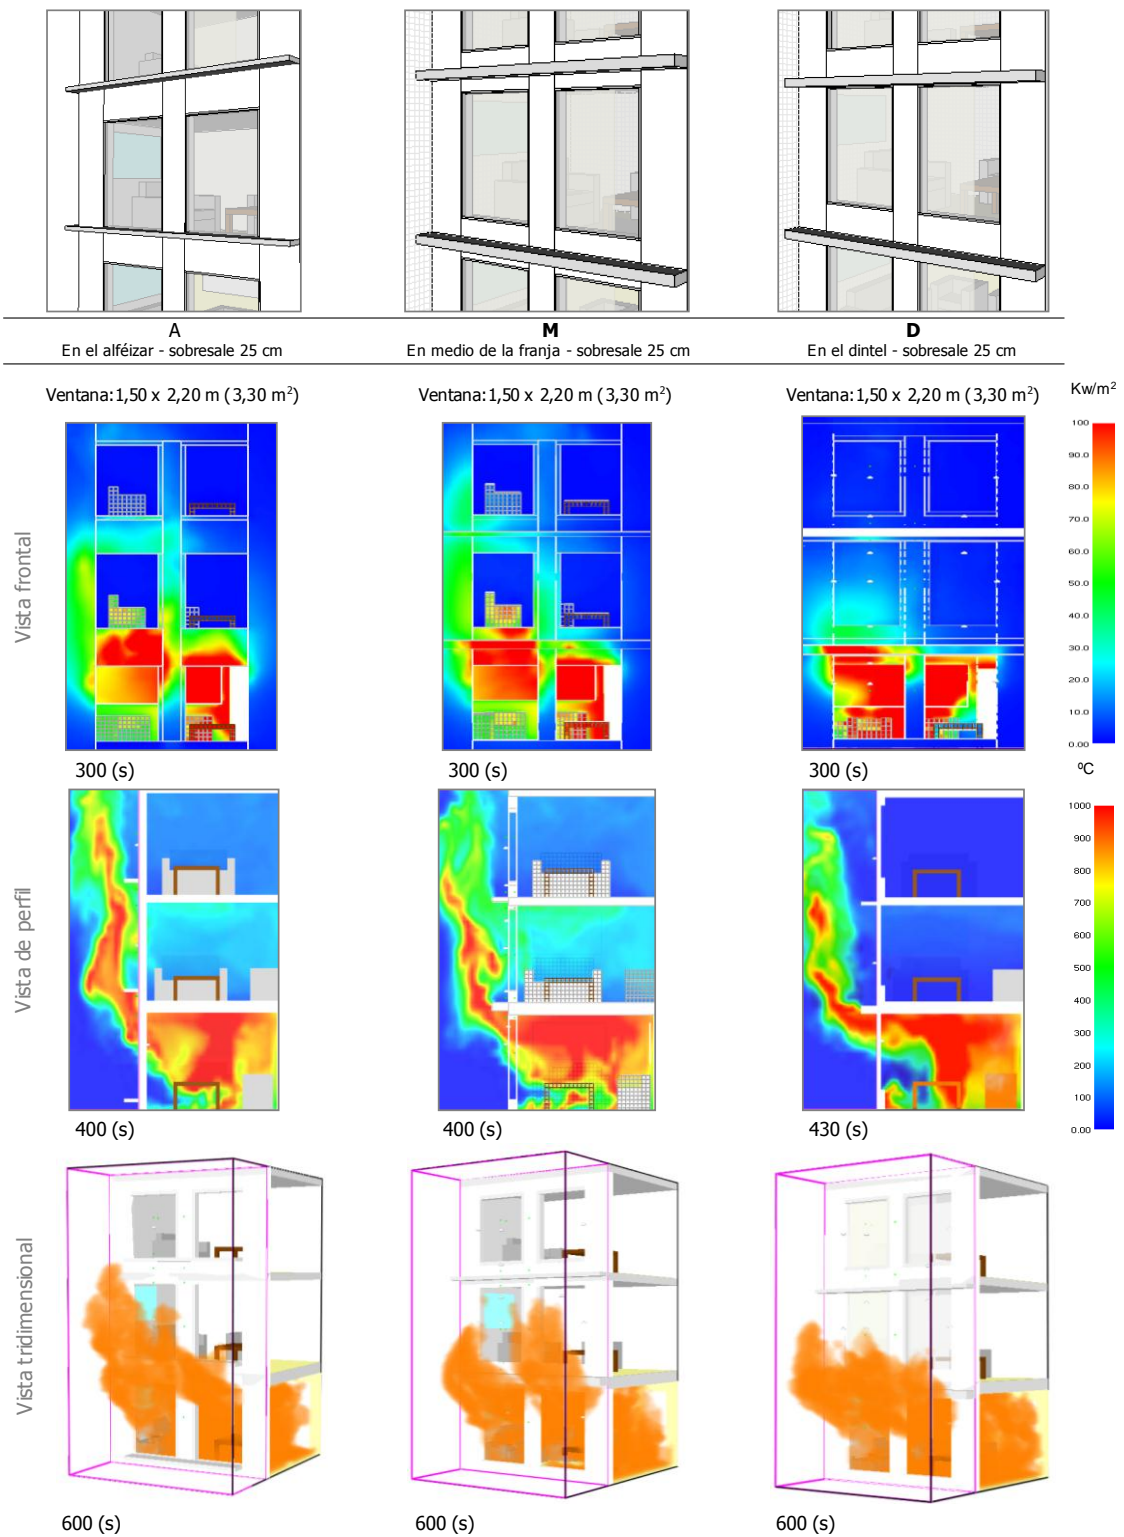 A
En el alféizar - sobresale 25 cm
M
En medio de la franja - sobresale 25 cm
D
En el dintel - sobresale 25 cm
Ventana:1,50 x 2,20 m (3,30 m²)
Ventana:1,50 x 2,20 m (3,30 m²)
Ventana:1,50 x 2,20 m (3,30 m²)
Kw/m²
100
90.0
80.0
70.0
60.0
50.0
40.0
30.0
20.0
10.0
0.00
Vista frontal
300 (s)
300 (s)
300 (s)
ºC
1000
900
800
700
600
500
400
300
200
100
0.00
Vista de perfil
400 (s)
400 (s)
430 (s)
Vista tridimensional
600 (s)
600 (s)
600 (s)